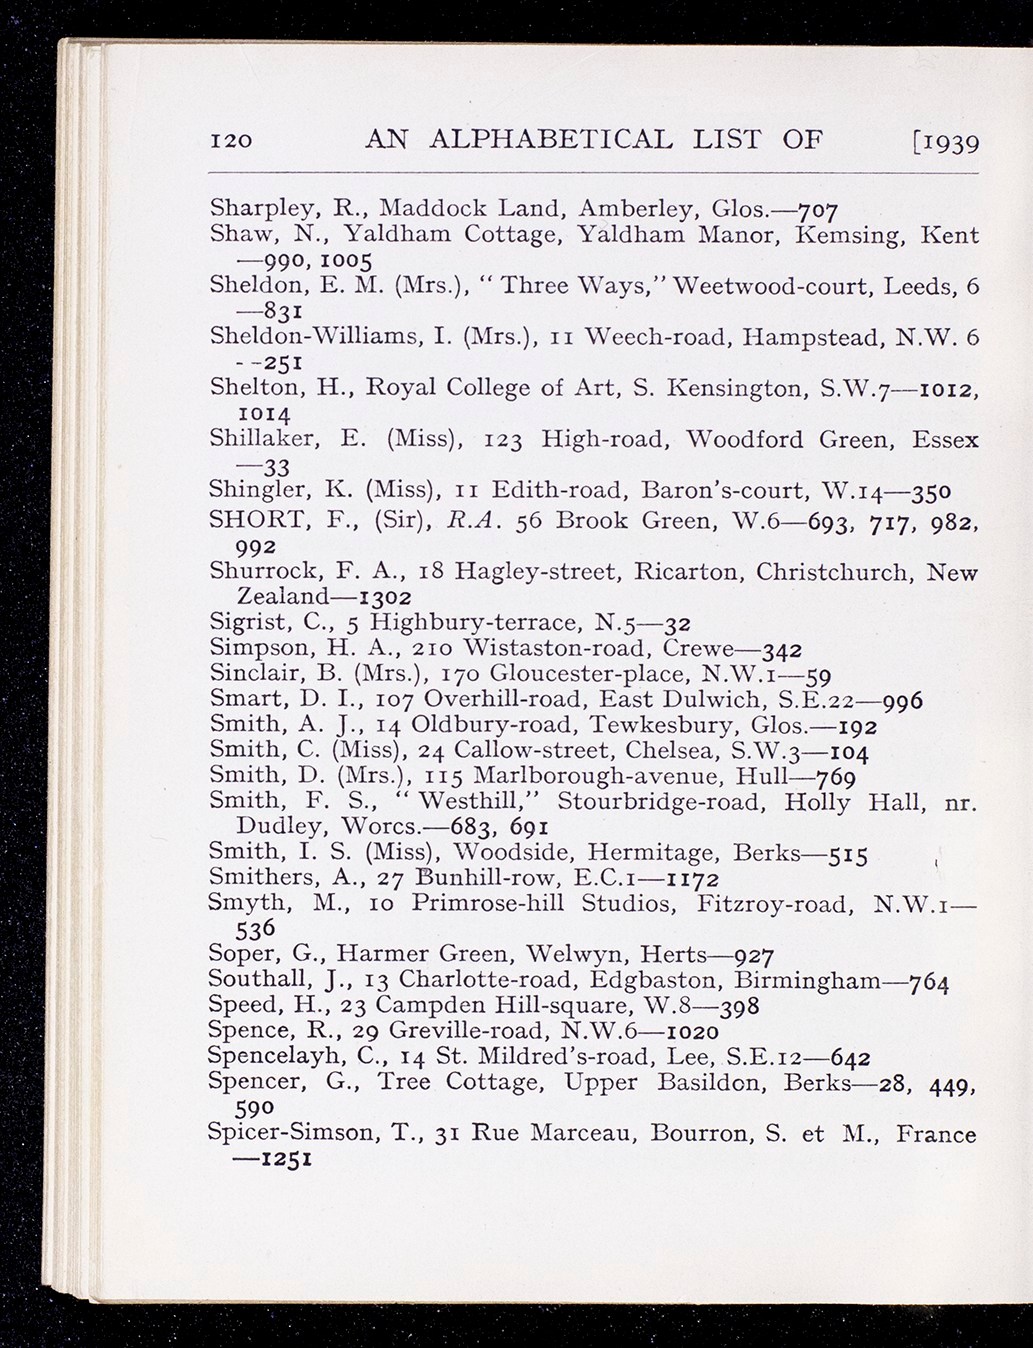 120 AN ALPHABETICAL LIST OF [1939
Sharpley, R., Maddock Land, Amberley, Glos.—707
Shaw, N., Yaldham Cottage, Yaldham Manor, Kemsing, Kent
—990, 1005
Sheldon, E. M. (Mrs.), “ Three Ways,” Weetwood-court, Leeds, 6
—831
Sheldon-Williams, I. (Mrs.), 11 Weech-road, Hampstead, N.W. 6
--251
Shelton, H., Royal College of Art, S. Kensington, S.W.7—1012,
1014
Shillaker, E. (Miss), 123 High-road, Woodford Green, Essex
—33
Shingler, K. (Miss), 11 Edith-road, Baron’s-court, W.14—350
SHORT, F., (Sir), R.A. 56 Brook Green, W.6—693, 717, 982,
992
Shurrock, F. A., 18 Hagley-street, Ricarton, Christchurch, New
Zealand—1302
Sigrist, C., 5 Highbury-terrace, N.5—32
Simpson, H. A., 210 Wistaston-road, Crewe—342
Sinclair, B. (Mrs.), 170 Gloucester-place, N.W.1—59
Smart, D. I., 107 Overhill-road, East Dulwich, S.E.22—996
Smith, A. J., 14 Oldbury-road, Tewkesbury, Glos.—192
Smith, C. (Miss), 24 Callow-street, Chelsea, S.W.3—104
Smith, D. (Mrs.), 115 Marlborough-avenue, Hull—769
Smith, F. S., “ Westhill,” Stourbridge-road, Holly Hall, nr.
Dudley, Worcs.—683, 691
Smith, I. S. (Miss), Woodside, Hermitage, Berks—515
Smithers, A., 27 Bunhill-row, E.C.1—1172
Smyth, M., 10 Primrose-hill Studios, Fitzroy-road, N.W.1—
536
Soper, G., Harmer Green, Welwyn, Herts—927
Southall, J., 13 Charlotte-road, Edgbaston, Birmingham—764
Speed, H., 23 Campden Hill-square, W.8—398
Spence, R., 29 Greville-road, N.W.6—1020
Spencelayh, C., 14 St. Mildred’s-road, Lee, S.E.12—642
Spencer, G., Tree Cottage, Upper Basildon, Berks—28, 449,
590
Spicer-Simson, T., 31 Rue Marceau, Bourron, S. et M., France
—1251